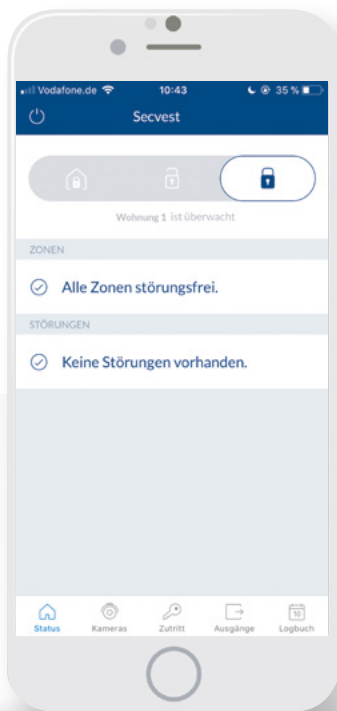 Vodafone.de 10:43 35 %
Secvest
Wohnung 1 ist überwacht
ZONEN
Alle Zonen störungsfrei.
STÖRUNGEN
Keine Störungen vorhanden.
Status Kameras Zutritt Ausgänge 10 Logbuch